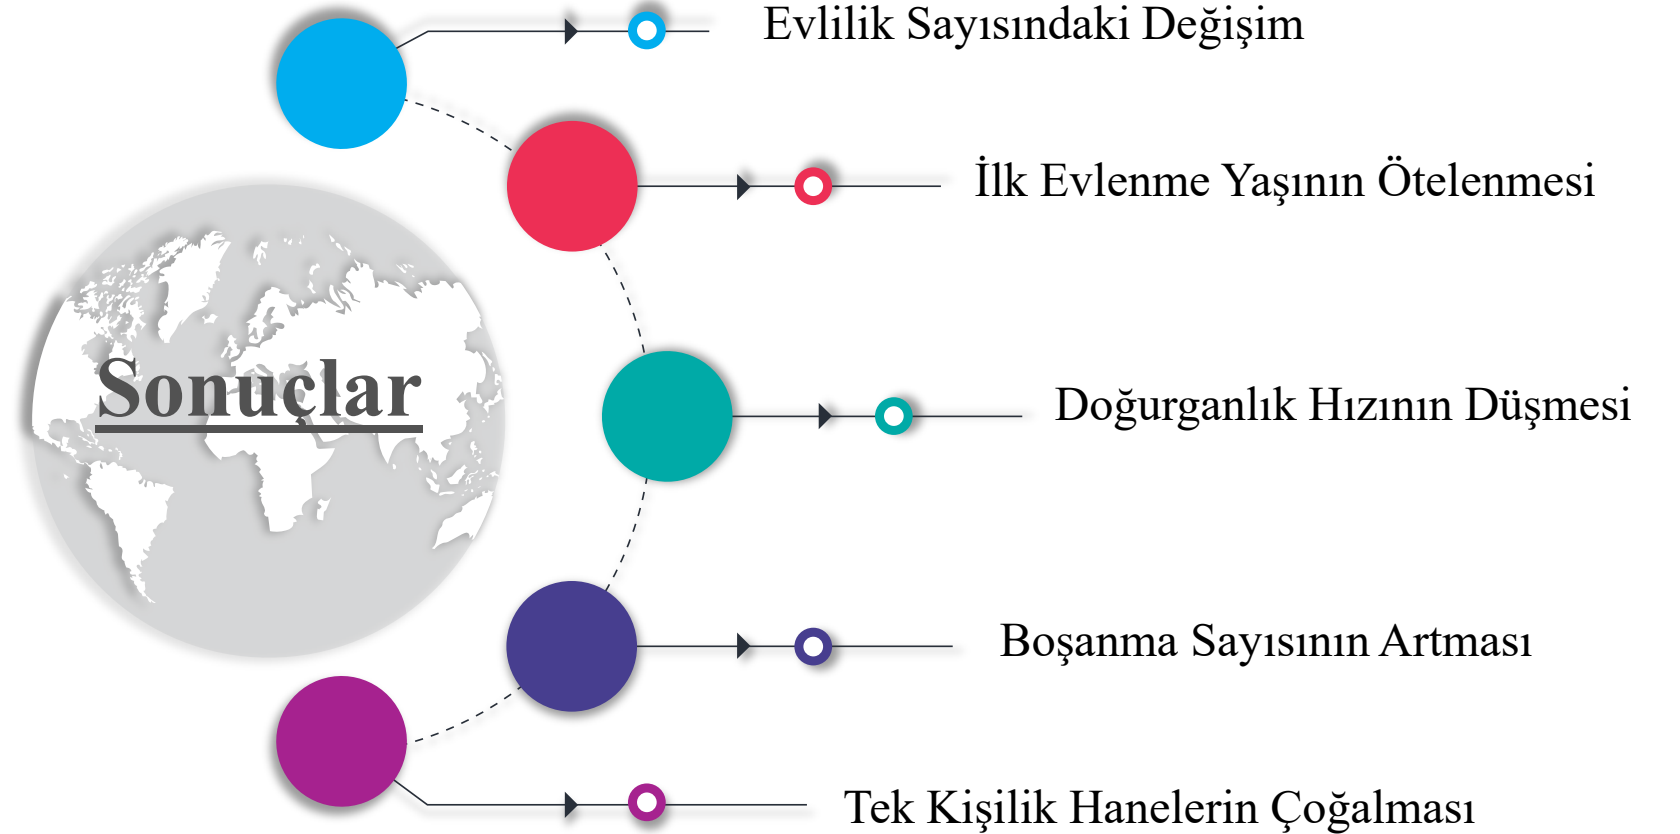 Evlilik Sayısındaki Değişim
İlk Evlenme Yaşının Ötelenmesi
Sonuçlar
Doğurganlık Hızının Düşmesi
Boşanma Sayısının Artması
Tek Kişilik Hanelerin Çoğalması